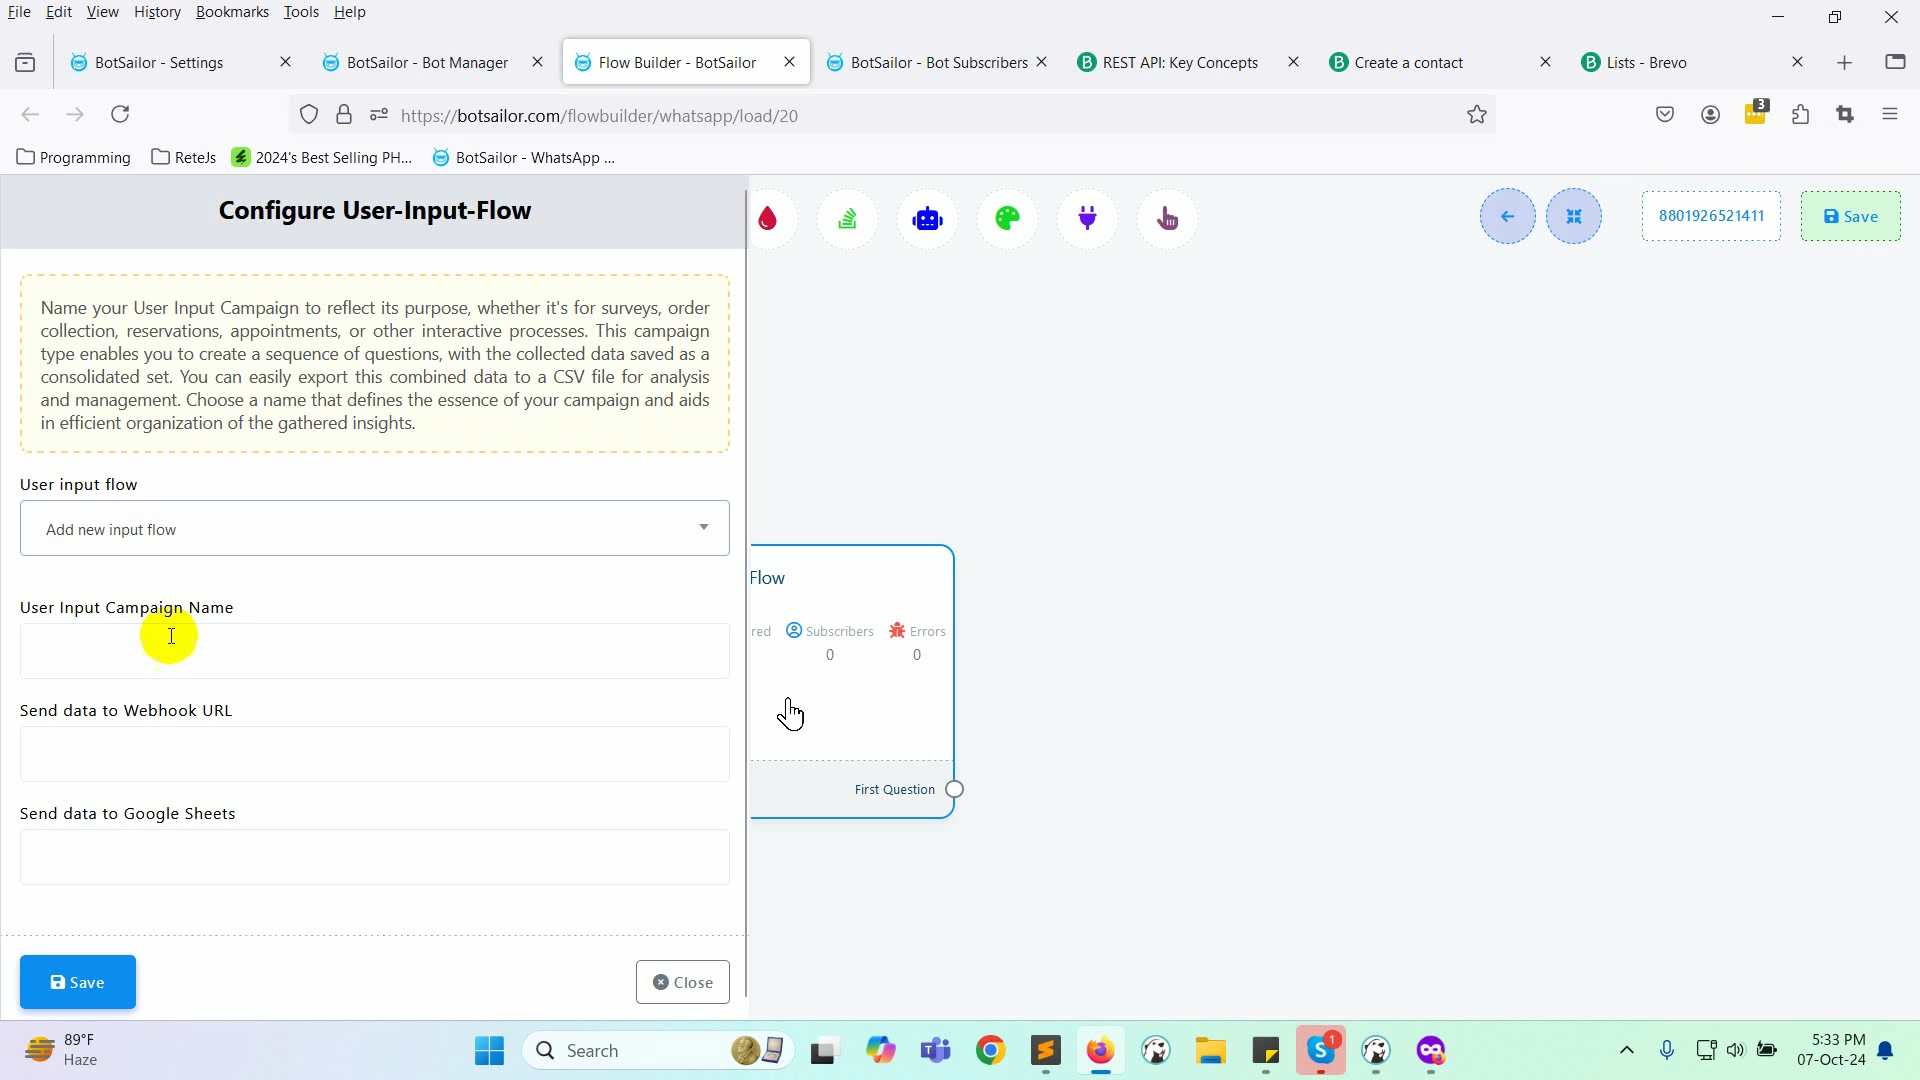 File Edit View History Bookmarks Tools Help
BotSailor - Settings
BotSailor - Bot Manager
Flow Builder - BotSailor
BotSailor - Bot Subscribers
REST API: Key Concepts
Create a contact
Lists - Brevo
https://botsailor.com/flowbuilder/whatsapp/load/20
3
Programming
ReteJs
2024's Best Selling PH...
BotSailor - WhatsApp ...
Configure User-Input-Flow
8801926521411
Save
Name your User Input Campaign to reflect its purpose, whether it's for surveys, order
collection, reservations, appointments, or other interactive processes. This campaign
type enables you to create a sequence of questions, with the collected data saved as a
consolidated set. You can easily export this combined data to a CSV file for analysis
and management. Choose a name that defines the essence of your campaign and aids
in efficient organization of the gathered insights.
User input flow
Add new input flow
User Input Campaign Name
Send data to Webhook URL
Send data to Google Sheets
Save
Close
Flow
red Subscribers Errors
0 0
First Question
89°F
Haze
Search
1
5:33 PM
07-Oct-24